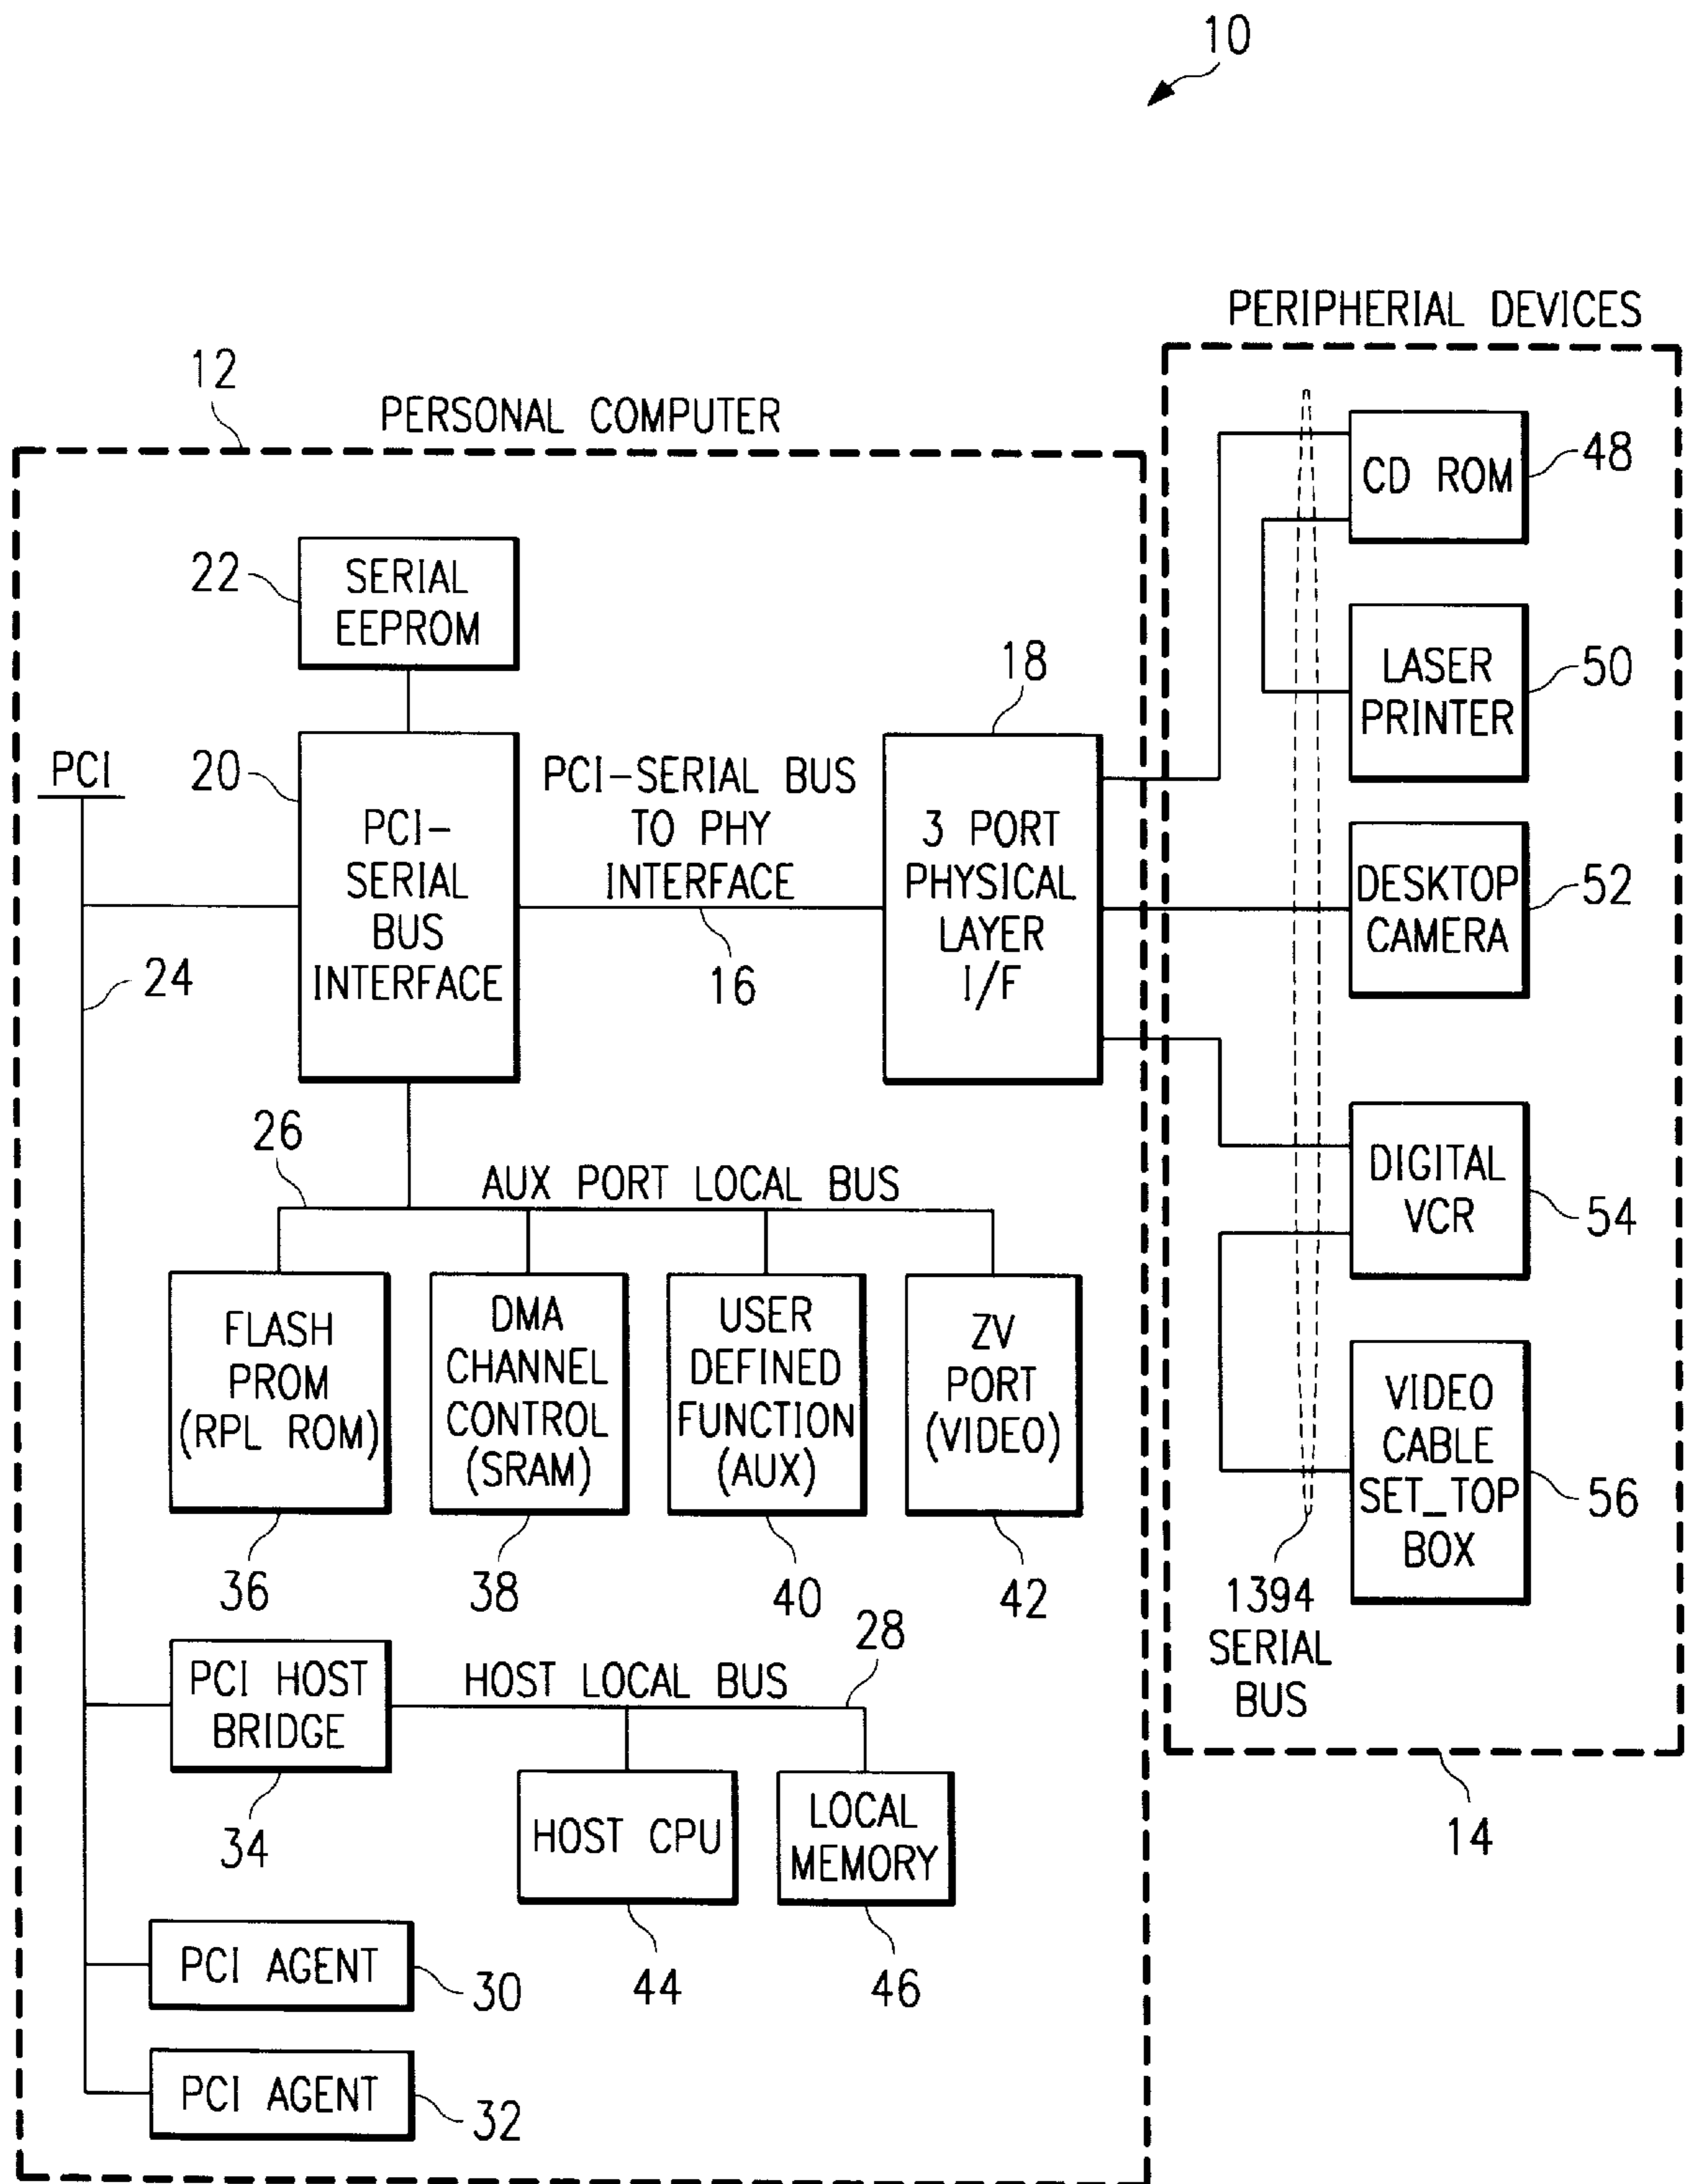 10
PERIPHERIAL DEVICES
12
PERSONAL COMPUTER
22
SERIAL
EEPROM
PCI
20
PCI-
SERIAL
BUS
INTERFACE
PCI-SERIAL BUS
TO PHY
INTERFACE
16
18
3 PORT
PHYSICAL
LAYER
I/F
24
26
AUX PORT LOCAL BUS
FLASH
PROM
(RPL ROM)
36
DMA
CHANNEL
CONTROL
(SRAM)
38
USER
DEFINED
FUNCTION
(AUX)
40
ZV
PORT
(VIDEO)
42
PCI HOST
BRIDGE
34
HOST LOCAL BUS
28
HOST CPU
44
LOCAL
MEMORY
46
PCI AGENT
30
PCI AGENT
32
CD ROM
48
LASER
PRINTER
50
DESKTOP
CAMERA
52
DIGITAL
VCR
54
VIDEO
CABLE
SET_TOP
BOX
56
1394
SERIAL
BUS
14